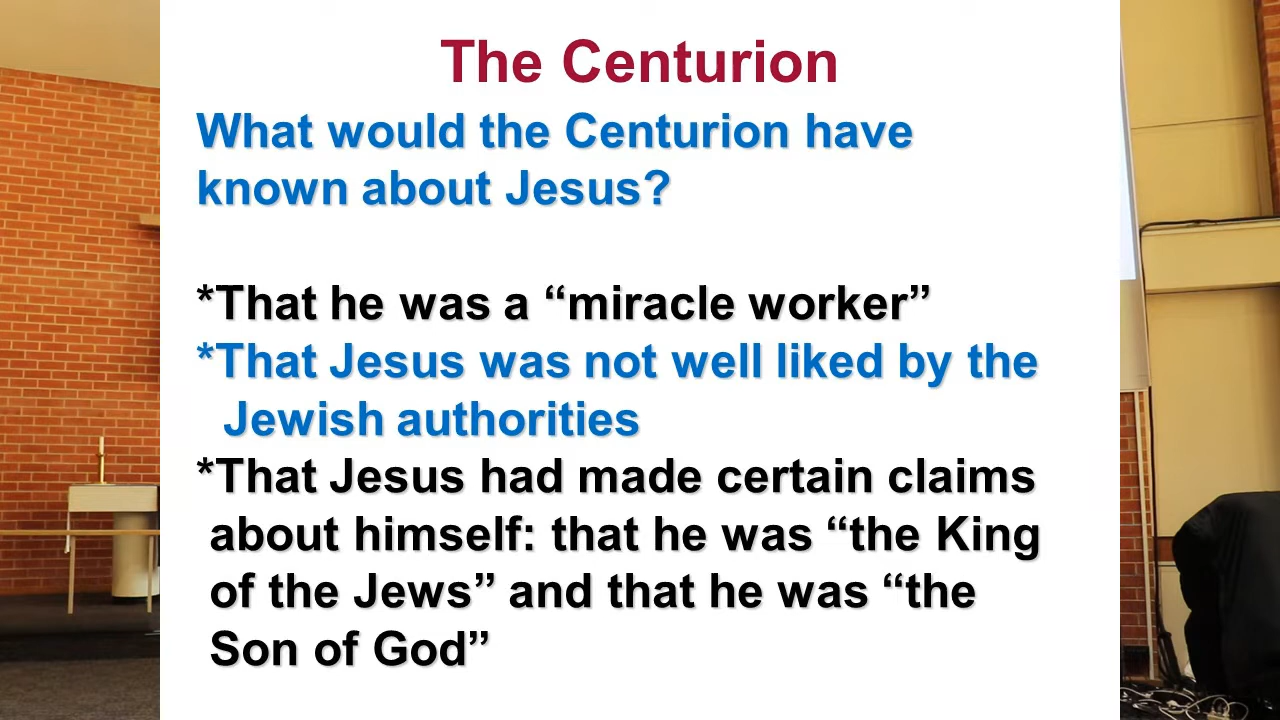 The Centurion
What would the Centurion have
known about Jesus?
*That he was a “miracle worker”
*That Jesus was not well liked by the
Jewish authorities
*That Jesus had made certain claims
about himself: that he was “the King
of the Jews” and that he was “the
Son of God”